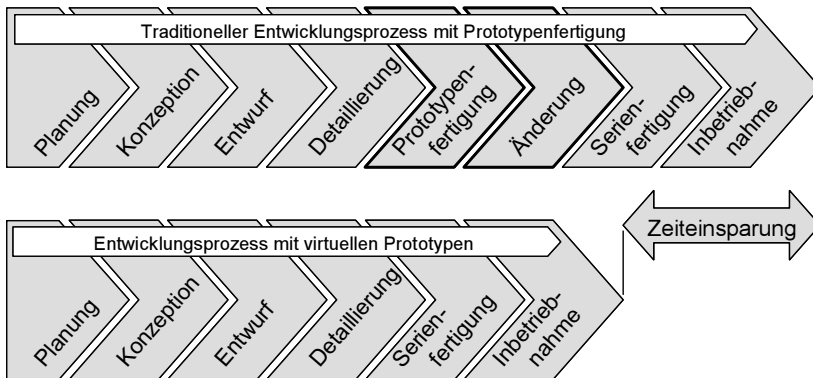 Traditioneller Entwicklungsprozess mit Prototypenfertigung
Planung
Konzeption
Entwurf
Detaillierung
Prototypen-
fertigung
Änderung
Serien-
fertigung
Inbetrieb-
nahme
Zeiteinsparung
Entwicklungsprozess mit virtuellen Prototypen
Planung
Konzeption
Entwurf
Detaillierung
Serien-
fertigung
Inbetrieb-
nahme